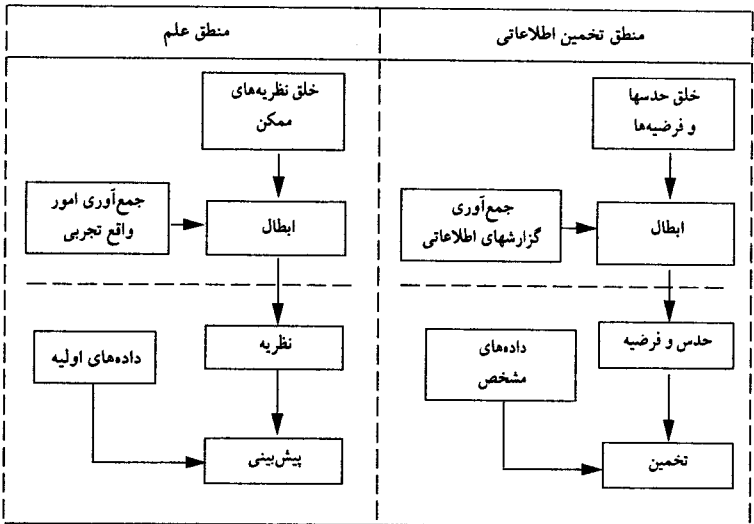 منطق تخمین اطلاعاتی
خلق حدسها
و فرضیه‌ها
جمع‌آوری
گزارشهای اطلاعاتی
ابطال
حدس و فرضیه
داده‌های
مشخص
تخمین
منطق علم
خلق نظریه‌های
ممکن
جمع‌آوری امور
واقع تجربی
ابطال
نظریه
داده‌های اولیه
پیش‌بینی